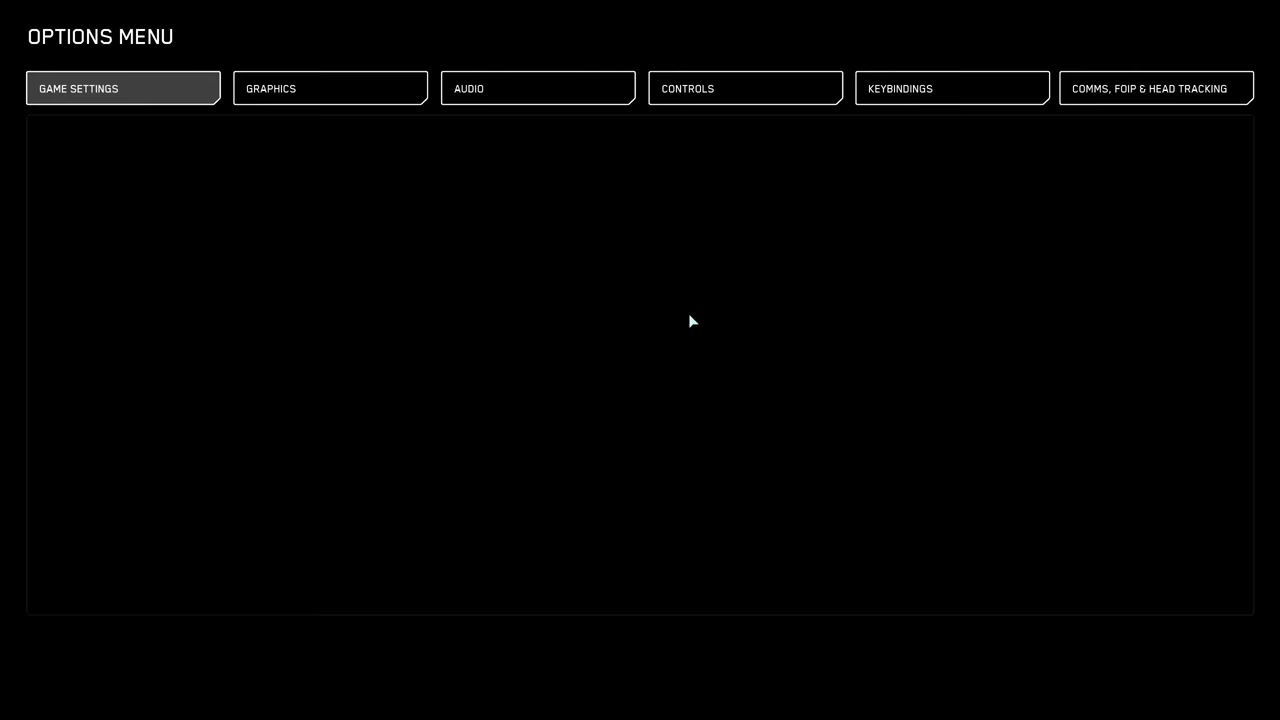 OPTIONS MENU
GAME SETTINGS
GRAPHICS
AUDIO
CONTROLS
KEYBINDINGS
COMMS, FOIP & HEAD TRACKING